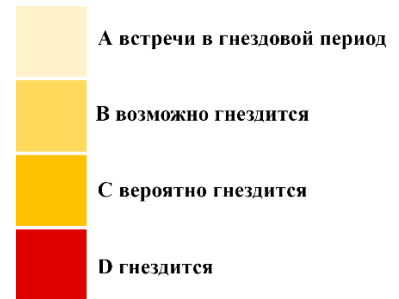 A встречи в гнездовой период
B возможно гнездится
C вероятно гнездится
D гнездится